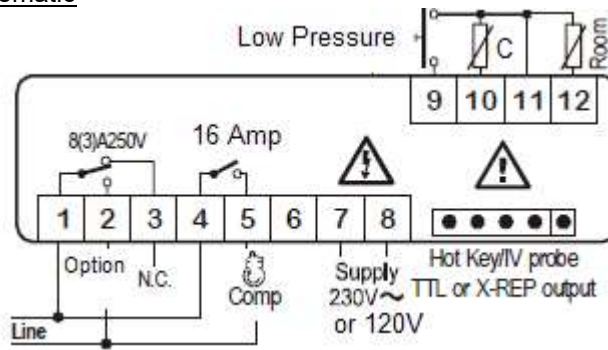 Low Pressure
C
Room
9 10 11 12
8(3)A250V
16 Amp
1 2 3 4 5 6 7 8
Option
N.C.
Comp
Supply
230V~
or 120V
Hot Key/IV probe
TTL or X-REP output
Line